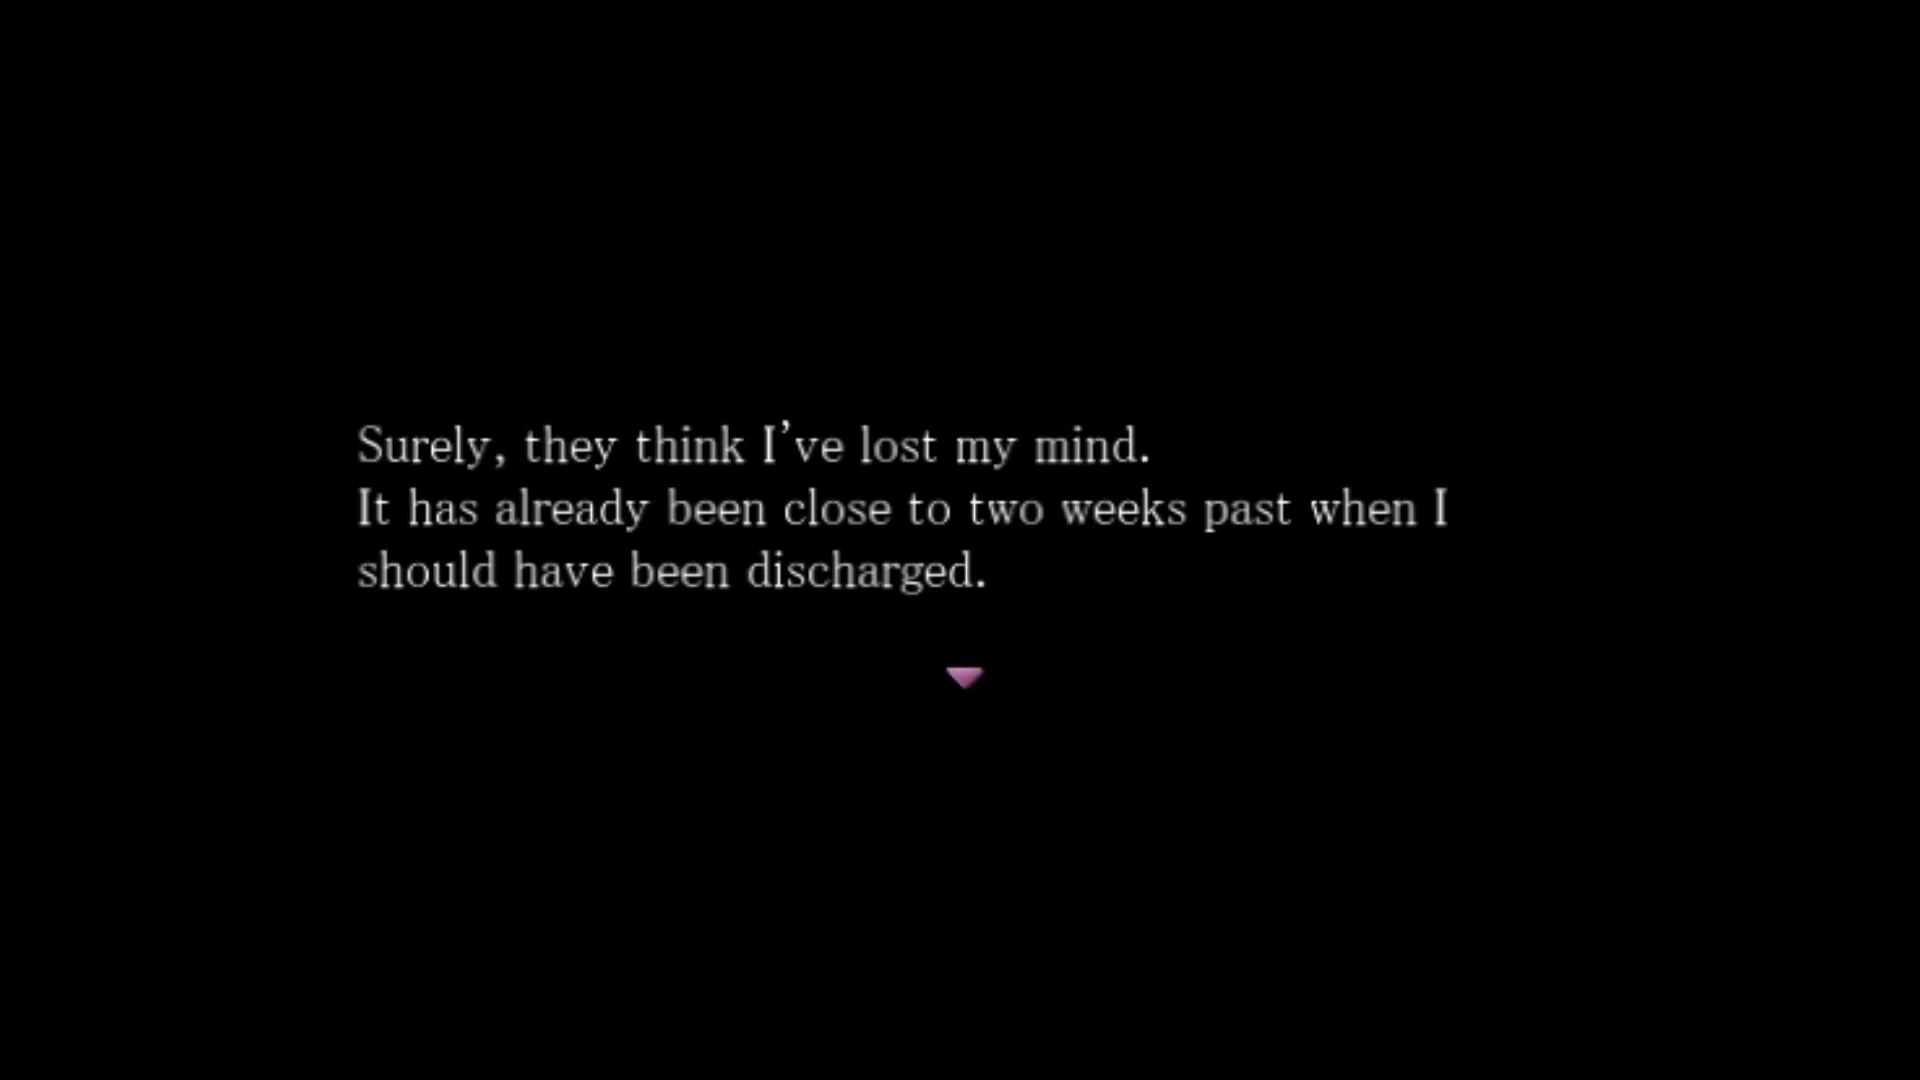 Surely, they think I've lost my mind.
It has already been close to two weeks past when I
should have been discharged.